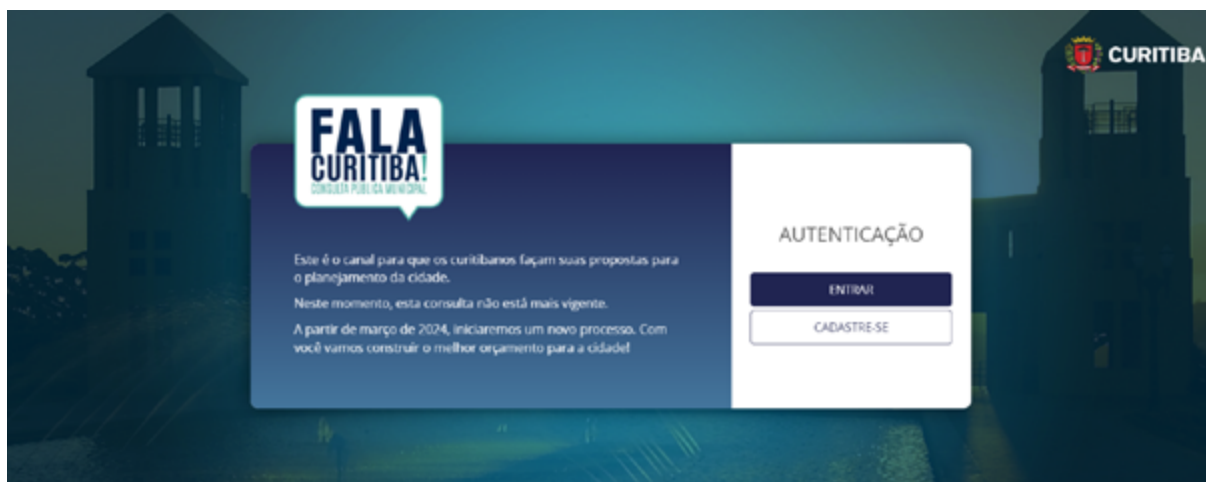 CURITIBA
FALA
CURITIBA!
CONSULTA PÚBLICA MUNICIPAL
Este é o canal para que os curitibanos façam suas propostas para
o planejamento da cidade.
Neste momento, esta consulta não está mais vigente.
A partir de março de 2024, iniciaremos um novo processo. Com
você vamos construir o melhor orçamento para a cidade!
AUTENTICAÇÃO
ENTRAR
CADASTRE-SE